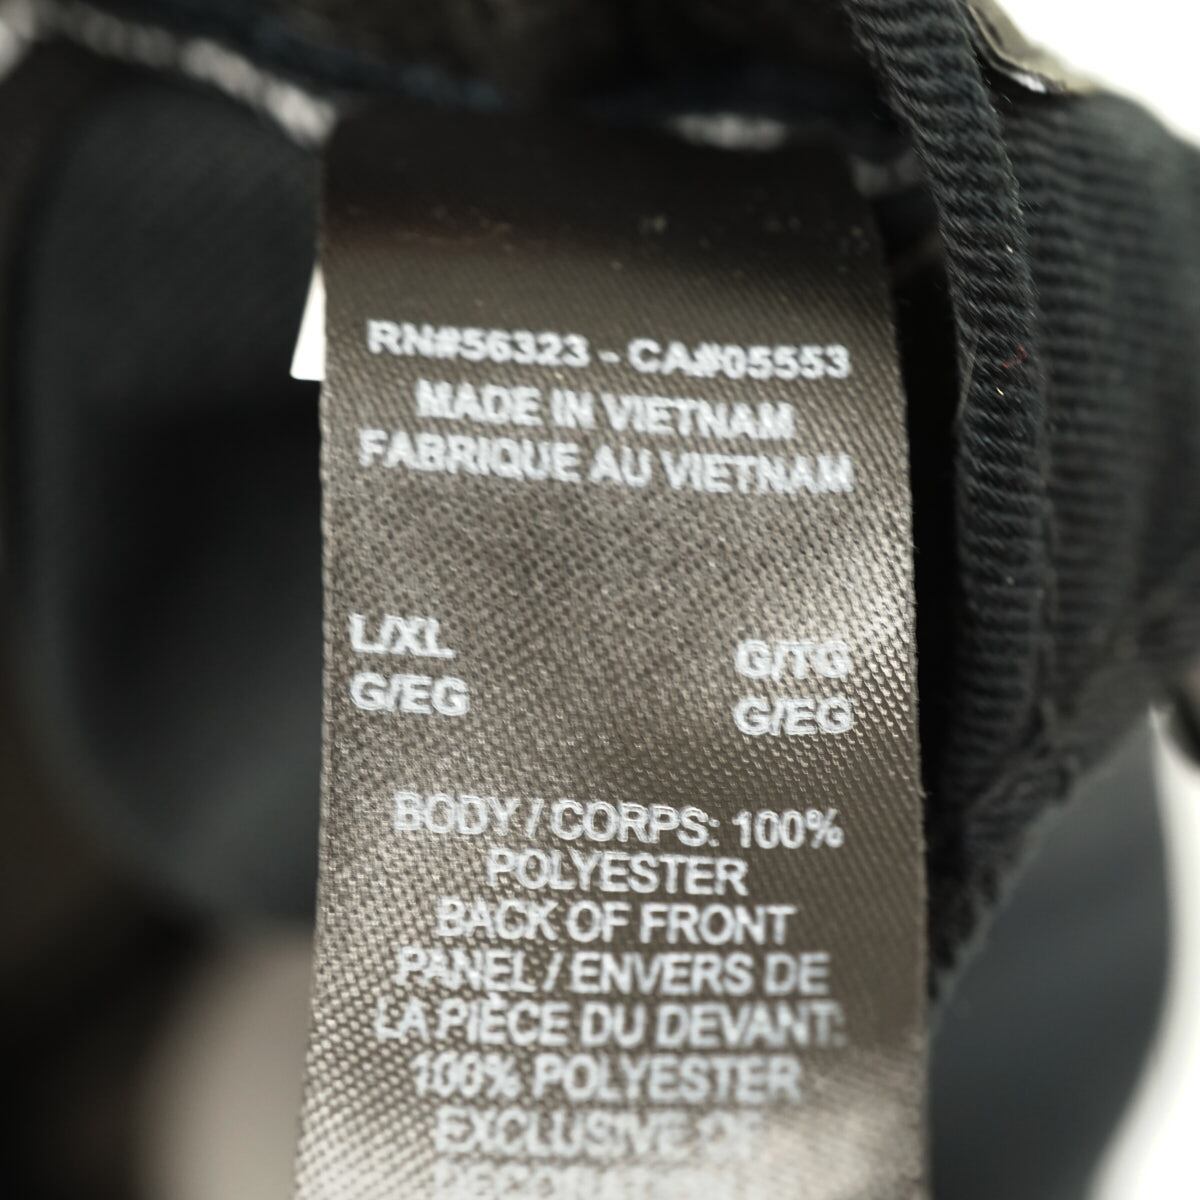 RN#56323 - CA#05553
MADE IN VIETNAM
FABRIQUE AU VIETNAM
L/XL G/TG
G/EG G/EG
BODY / CORPS: 100%
POLYESTER
BACK OF FRONT
PANEL / ENVERS DE
LA PIÈCE DU DEVANT:
100% POLYESTER
EXCLUSIVE OF